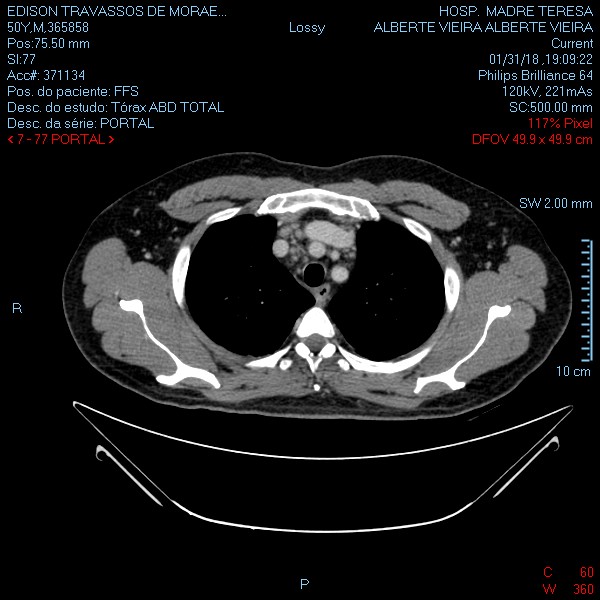 EDISON TRAVASSOS DE MORAE...
50Y,M,365858
Pos:75.50 mm
SI:77
Acc#: 371134
Pos. do paciente: FFS
Desc. do estudo: Tórax ABD TOTAL
Desc. da série: PORTAL
< 7 - 77 PORTAL >
Lossy
HOSP. MADRE TERESA
ALBERTE VIEIRA ALBERTE VIEIRA
Current
01/31/18 ,19:09:22
Philips Brilliance 64
120kV, 221mAs
SC:500.00 mm
117% Pixel
DFOV 49.9 x 49.9 cm
SW 2.00 mm
R
10 cm
P
C 60
W 360